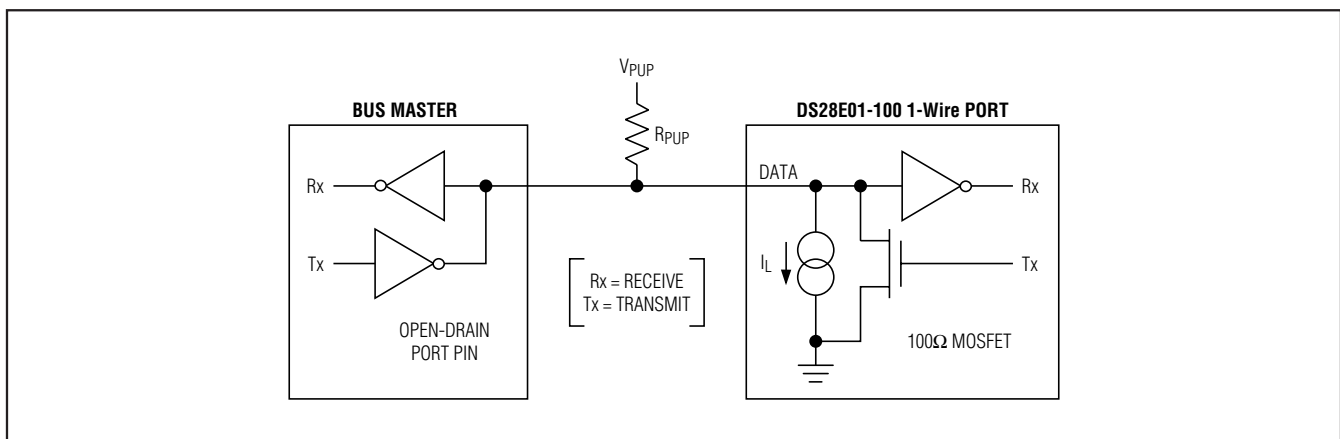 VPUP
BUS MASTER
DS28E01-100 1-Wire PORT
RPUP
Rx
DATA
Rx
Tx
IL
Tx
Rx = RECEIVE
Tx = TRANSMIT
OPEN-DRAIN
PORT PIN
100Ω MOSFET